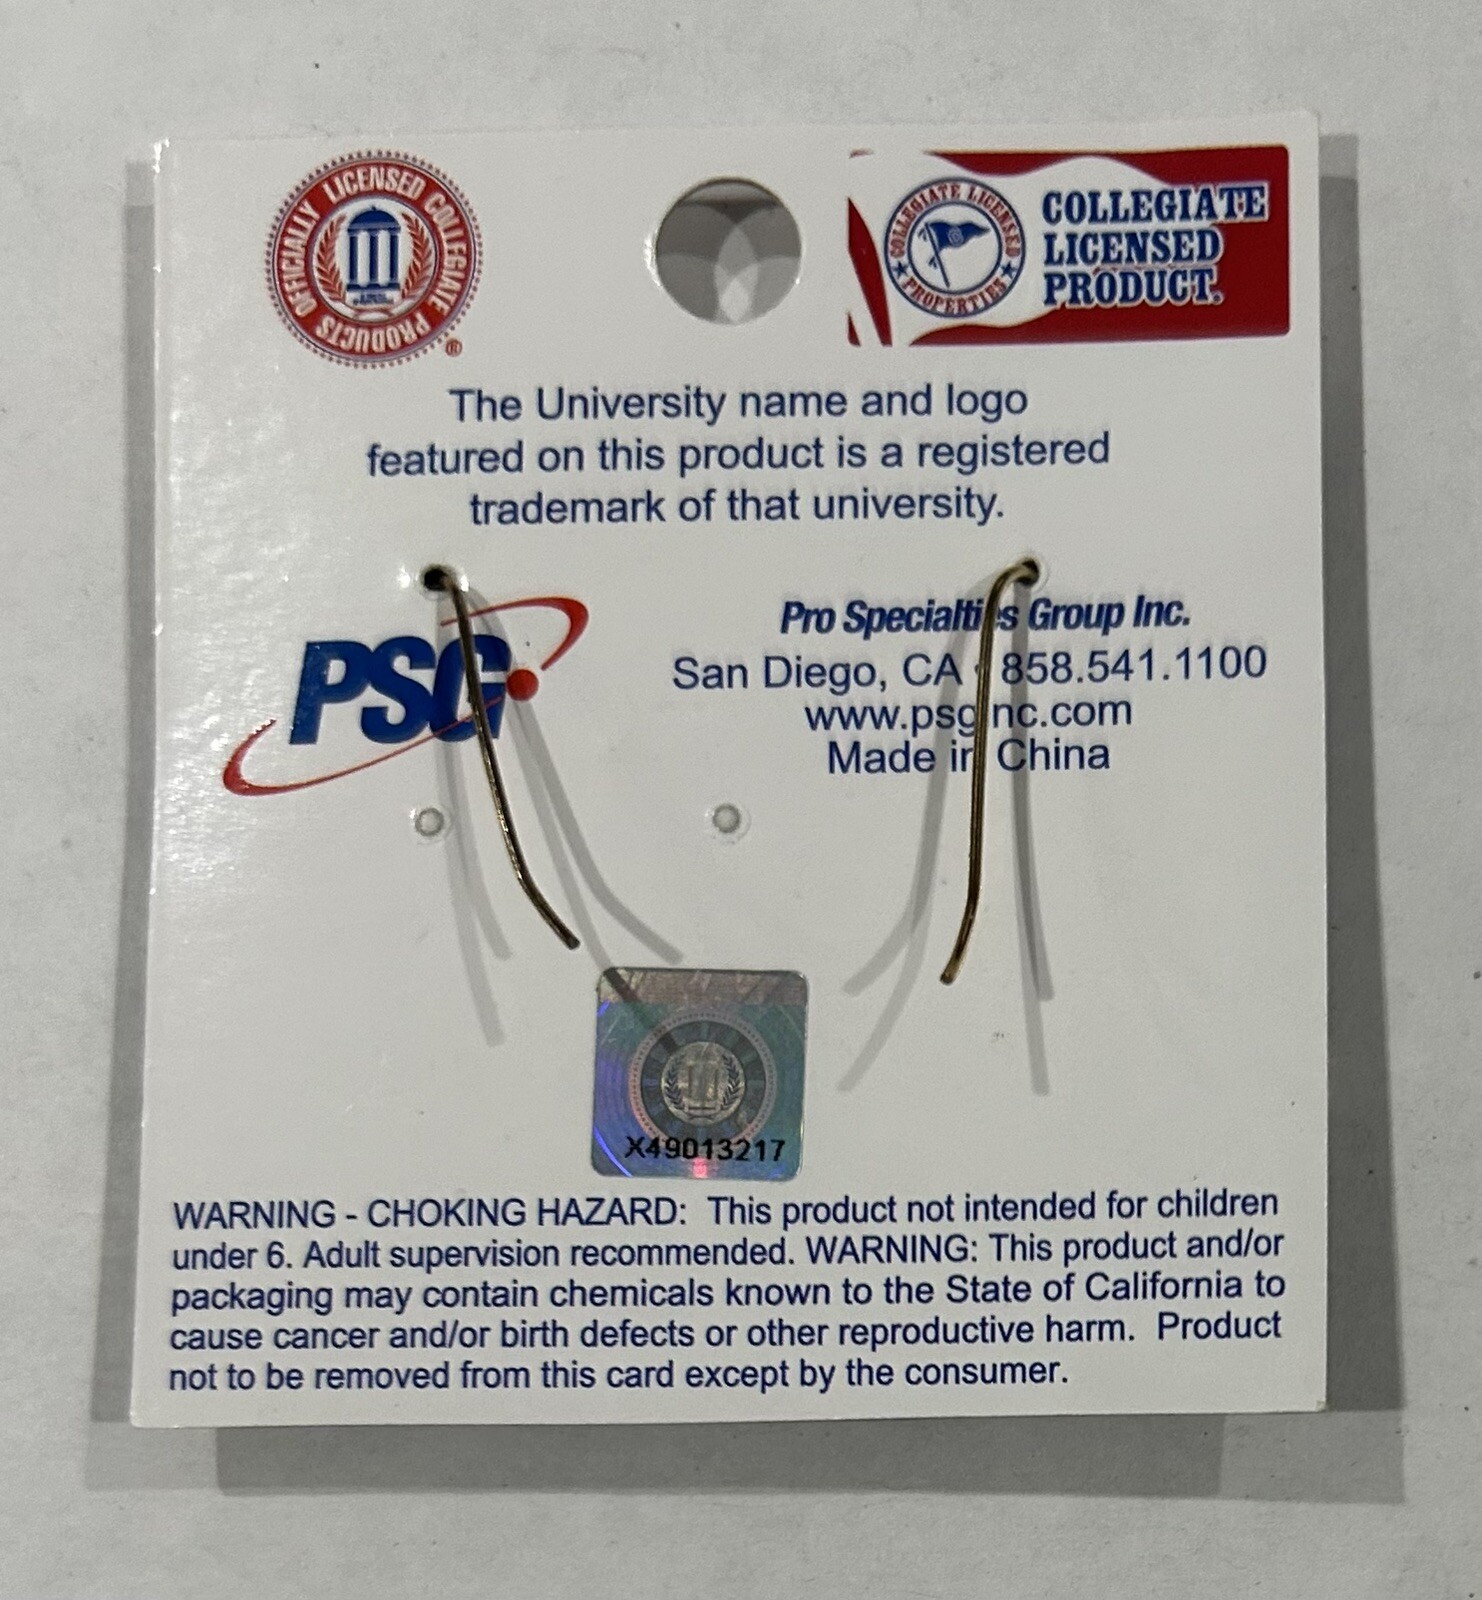 OFFICIALLY LICENSED COLLEGIATE PRODUCTS
®
COLLEGIATE LICENSED PROPERTIES
COLLEGIATE
LICENSED
PRODUCT.
The University name and logo
featured on this product is a registered
trademark of that university.
PSG
Pro Specialties Group Inc.
San Diego, CA · 858.541.1100
www.psginc.com
Made in China
X49013217
WARNING - CHOKING HAZARD: This product not intended for children
under 6. Adult supervision recommended. WARNING: This product and/or
packaging may contain chemicals known to the State of California to
cause cancer and/or birth defects or other reproductive harm. Product
not to be removed from this card except by the consumer.